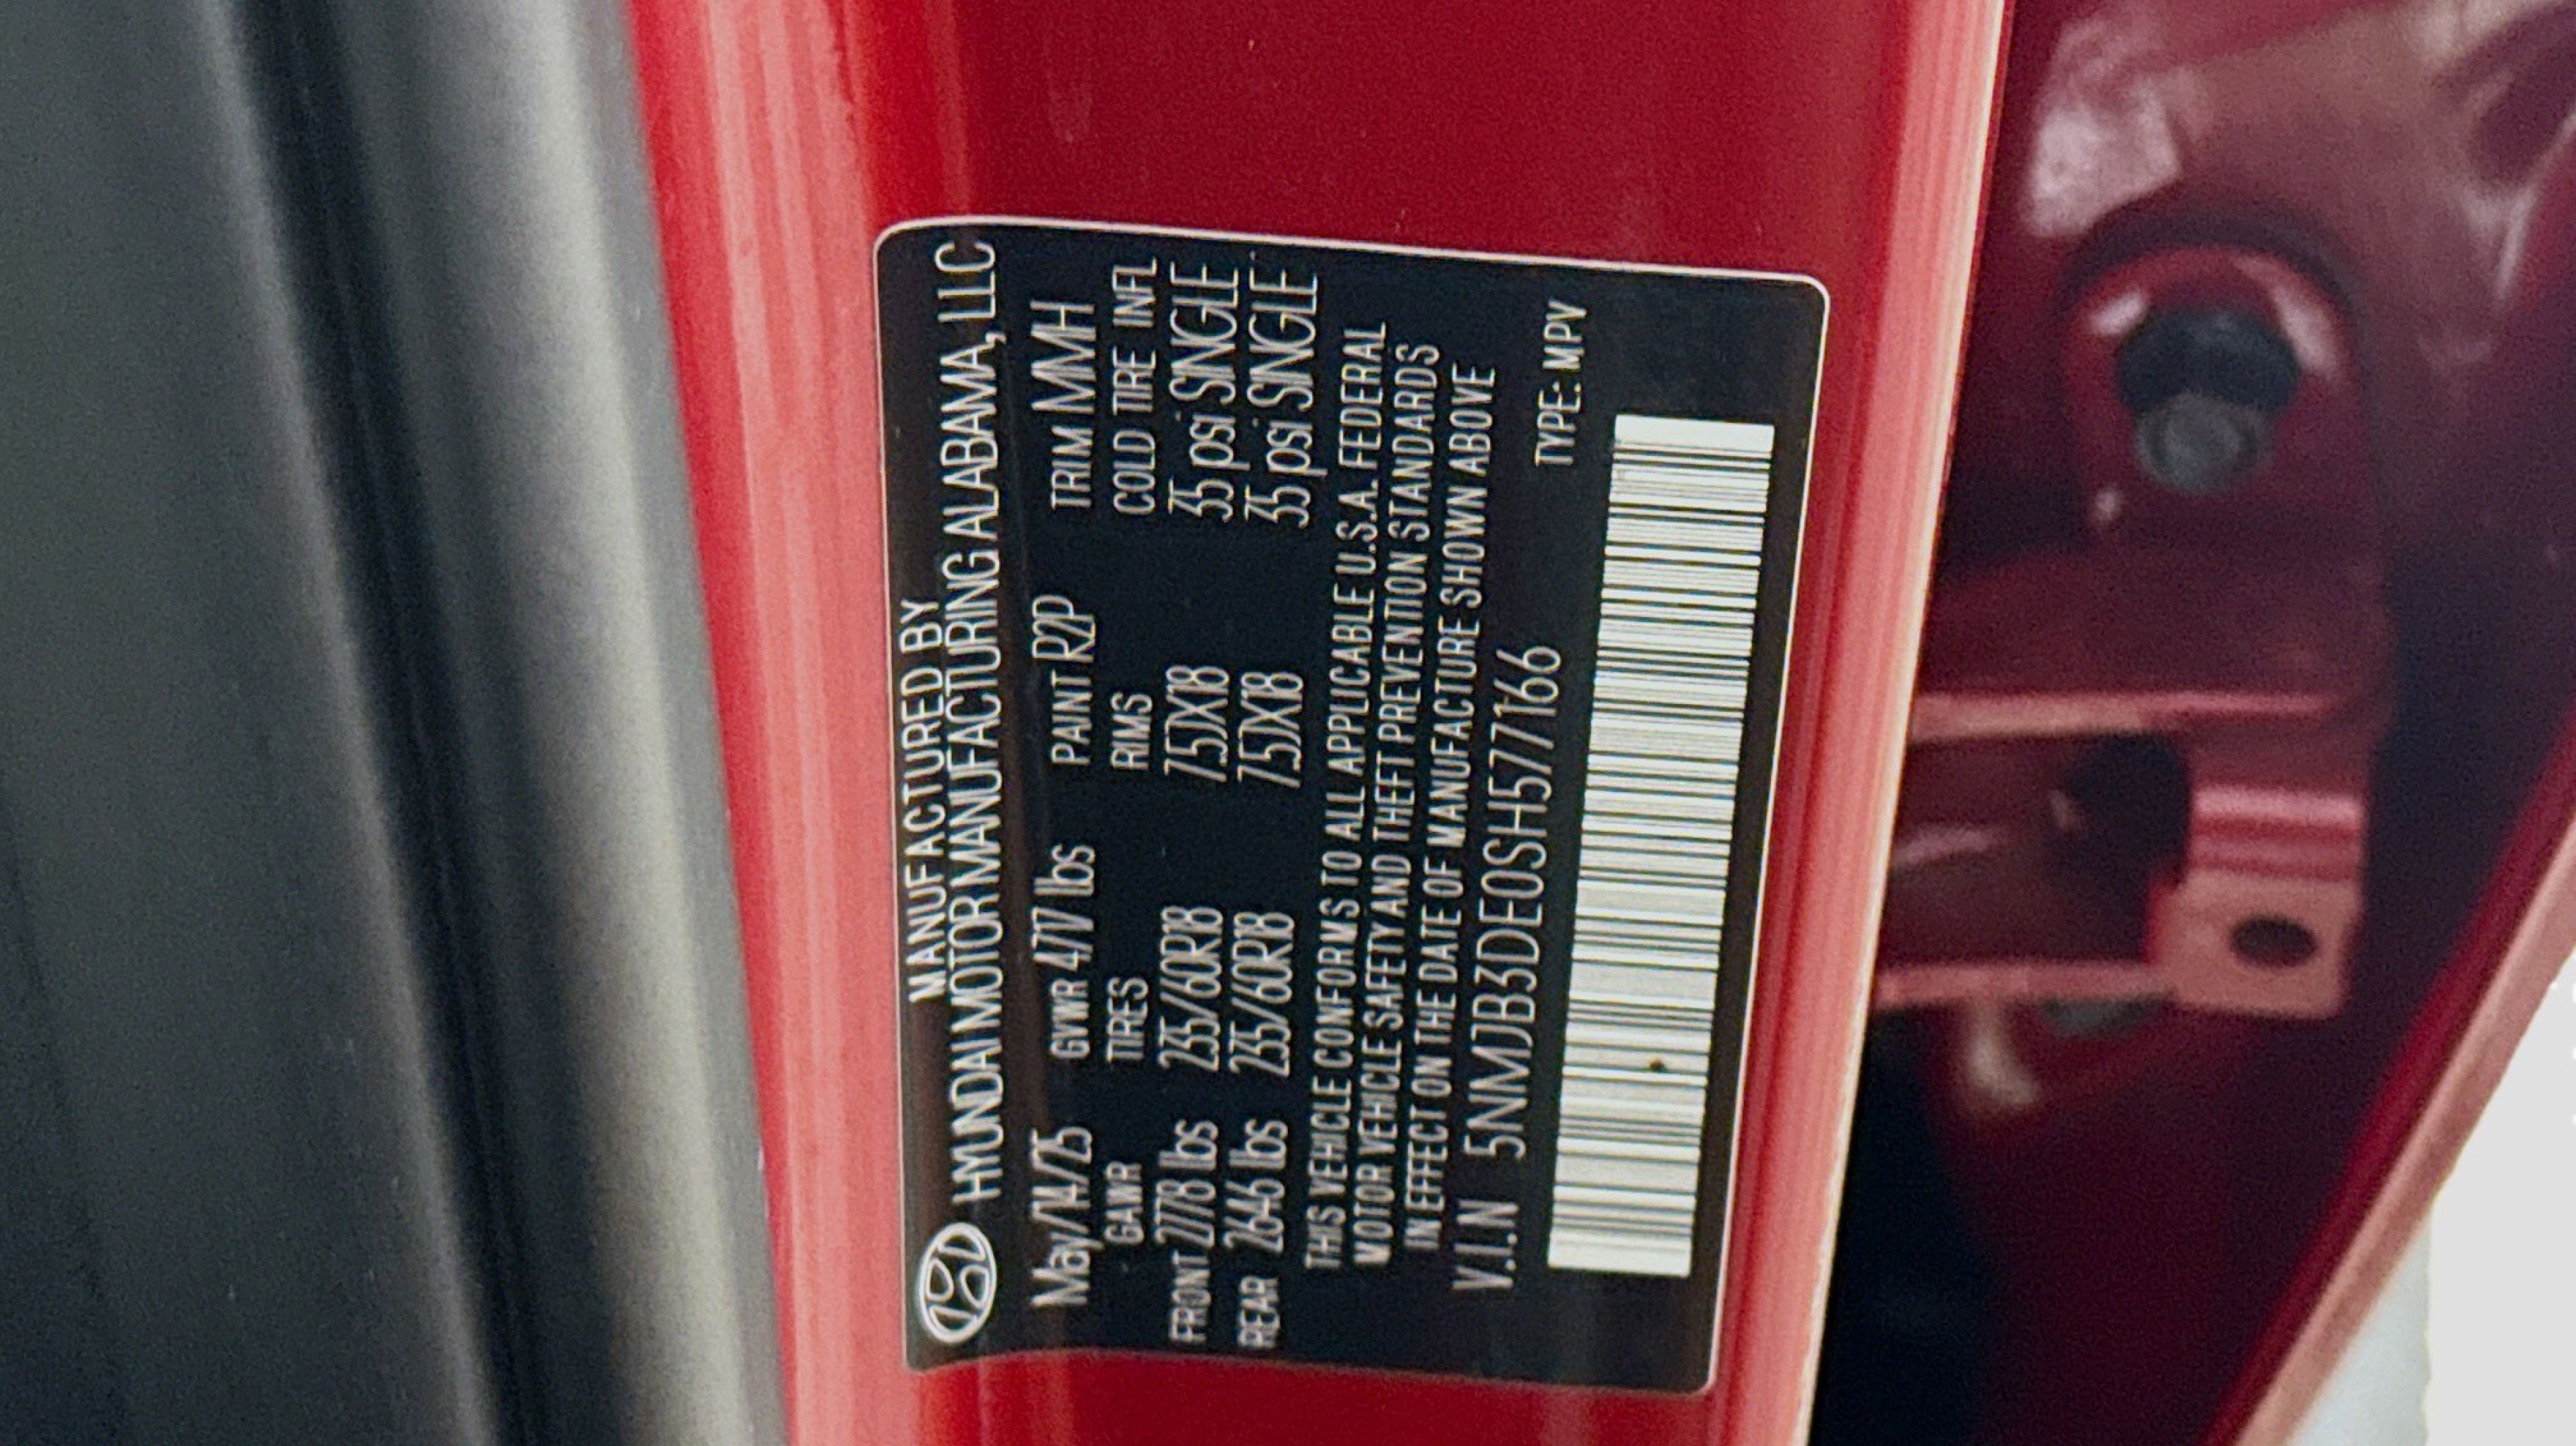 MANUFACTURED BY
HYUNDAI MOTOR MANUFACTURING ALABAMA, LLC
May/14/25 GVWR 4717 lbs PAINT R2P TRIM MMH
GAWR TIRES RIMS COLD TIRE INFL
FRONT 2778 lbs 235/60R18 7.5JX18 35 psi SINGLE
REAR 2646 lbs 235/60R18 7.5JX18 35 psi SINGLE
THIS VEHICLE CONFORMS TO ALL APPLICABLE U.S.A. FEDERAL
MOTOR VEHICLE SAFETY AND THEFT PREVENTION STANDARDS
IN EFFECT ON THE DATE OF MANUFACTURE SHOWN ABOVE
V.I.N 5NMJB3DE0SH577166
TYPE: MPV